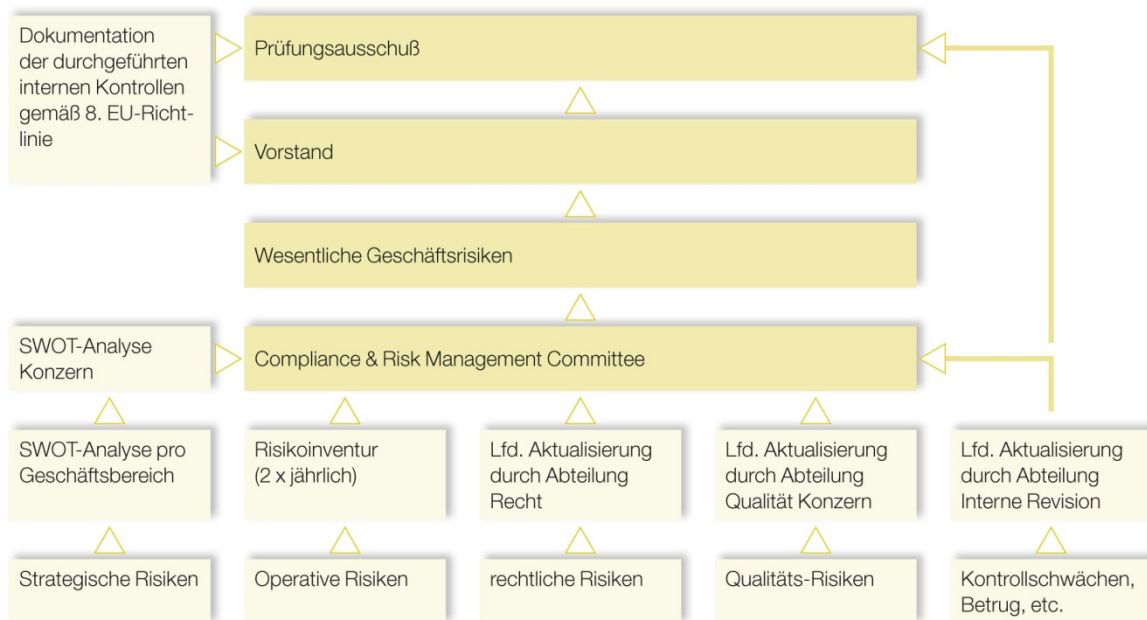 Dokumentation
der durchgeführten
internen Kontrollen
gemäß 8. EU-Richt-
linie
Prüfungsausschuß
Vorstand
Wesentliche Geschäftsrisiken
SWOT-Analyse
Konzern
Compliance & Risk Management Committee
SWOT-Analyse pro
Geschäftsbereich
Risikoinventur
(2 x jährlich)
Lfd. Aktualisierung
durch Abteilung
Recht
Lfd. Aktualisierung
durch Abteilung
Qualität Konzern
Lfd. Aktualisierung
durch Abteilung
Interne Revision
Strategische Risiken
Operative Risiken
rechtliche Risiken
Qualitäts-Risiken
Kontrollschwächen,
Betrug, etc.